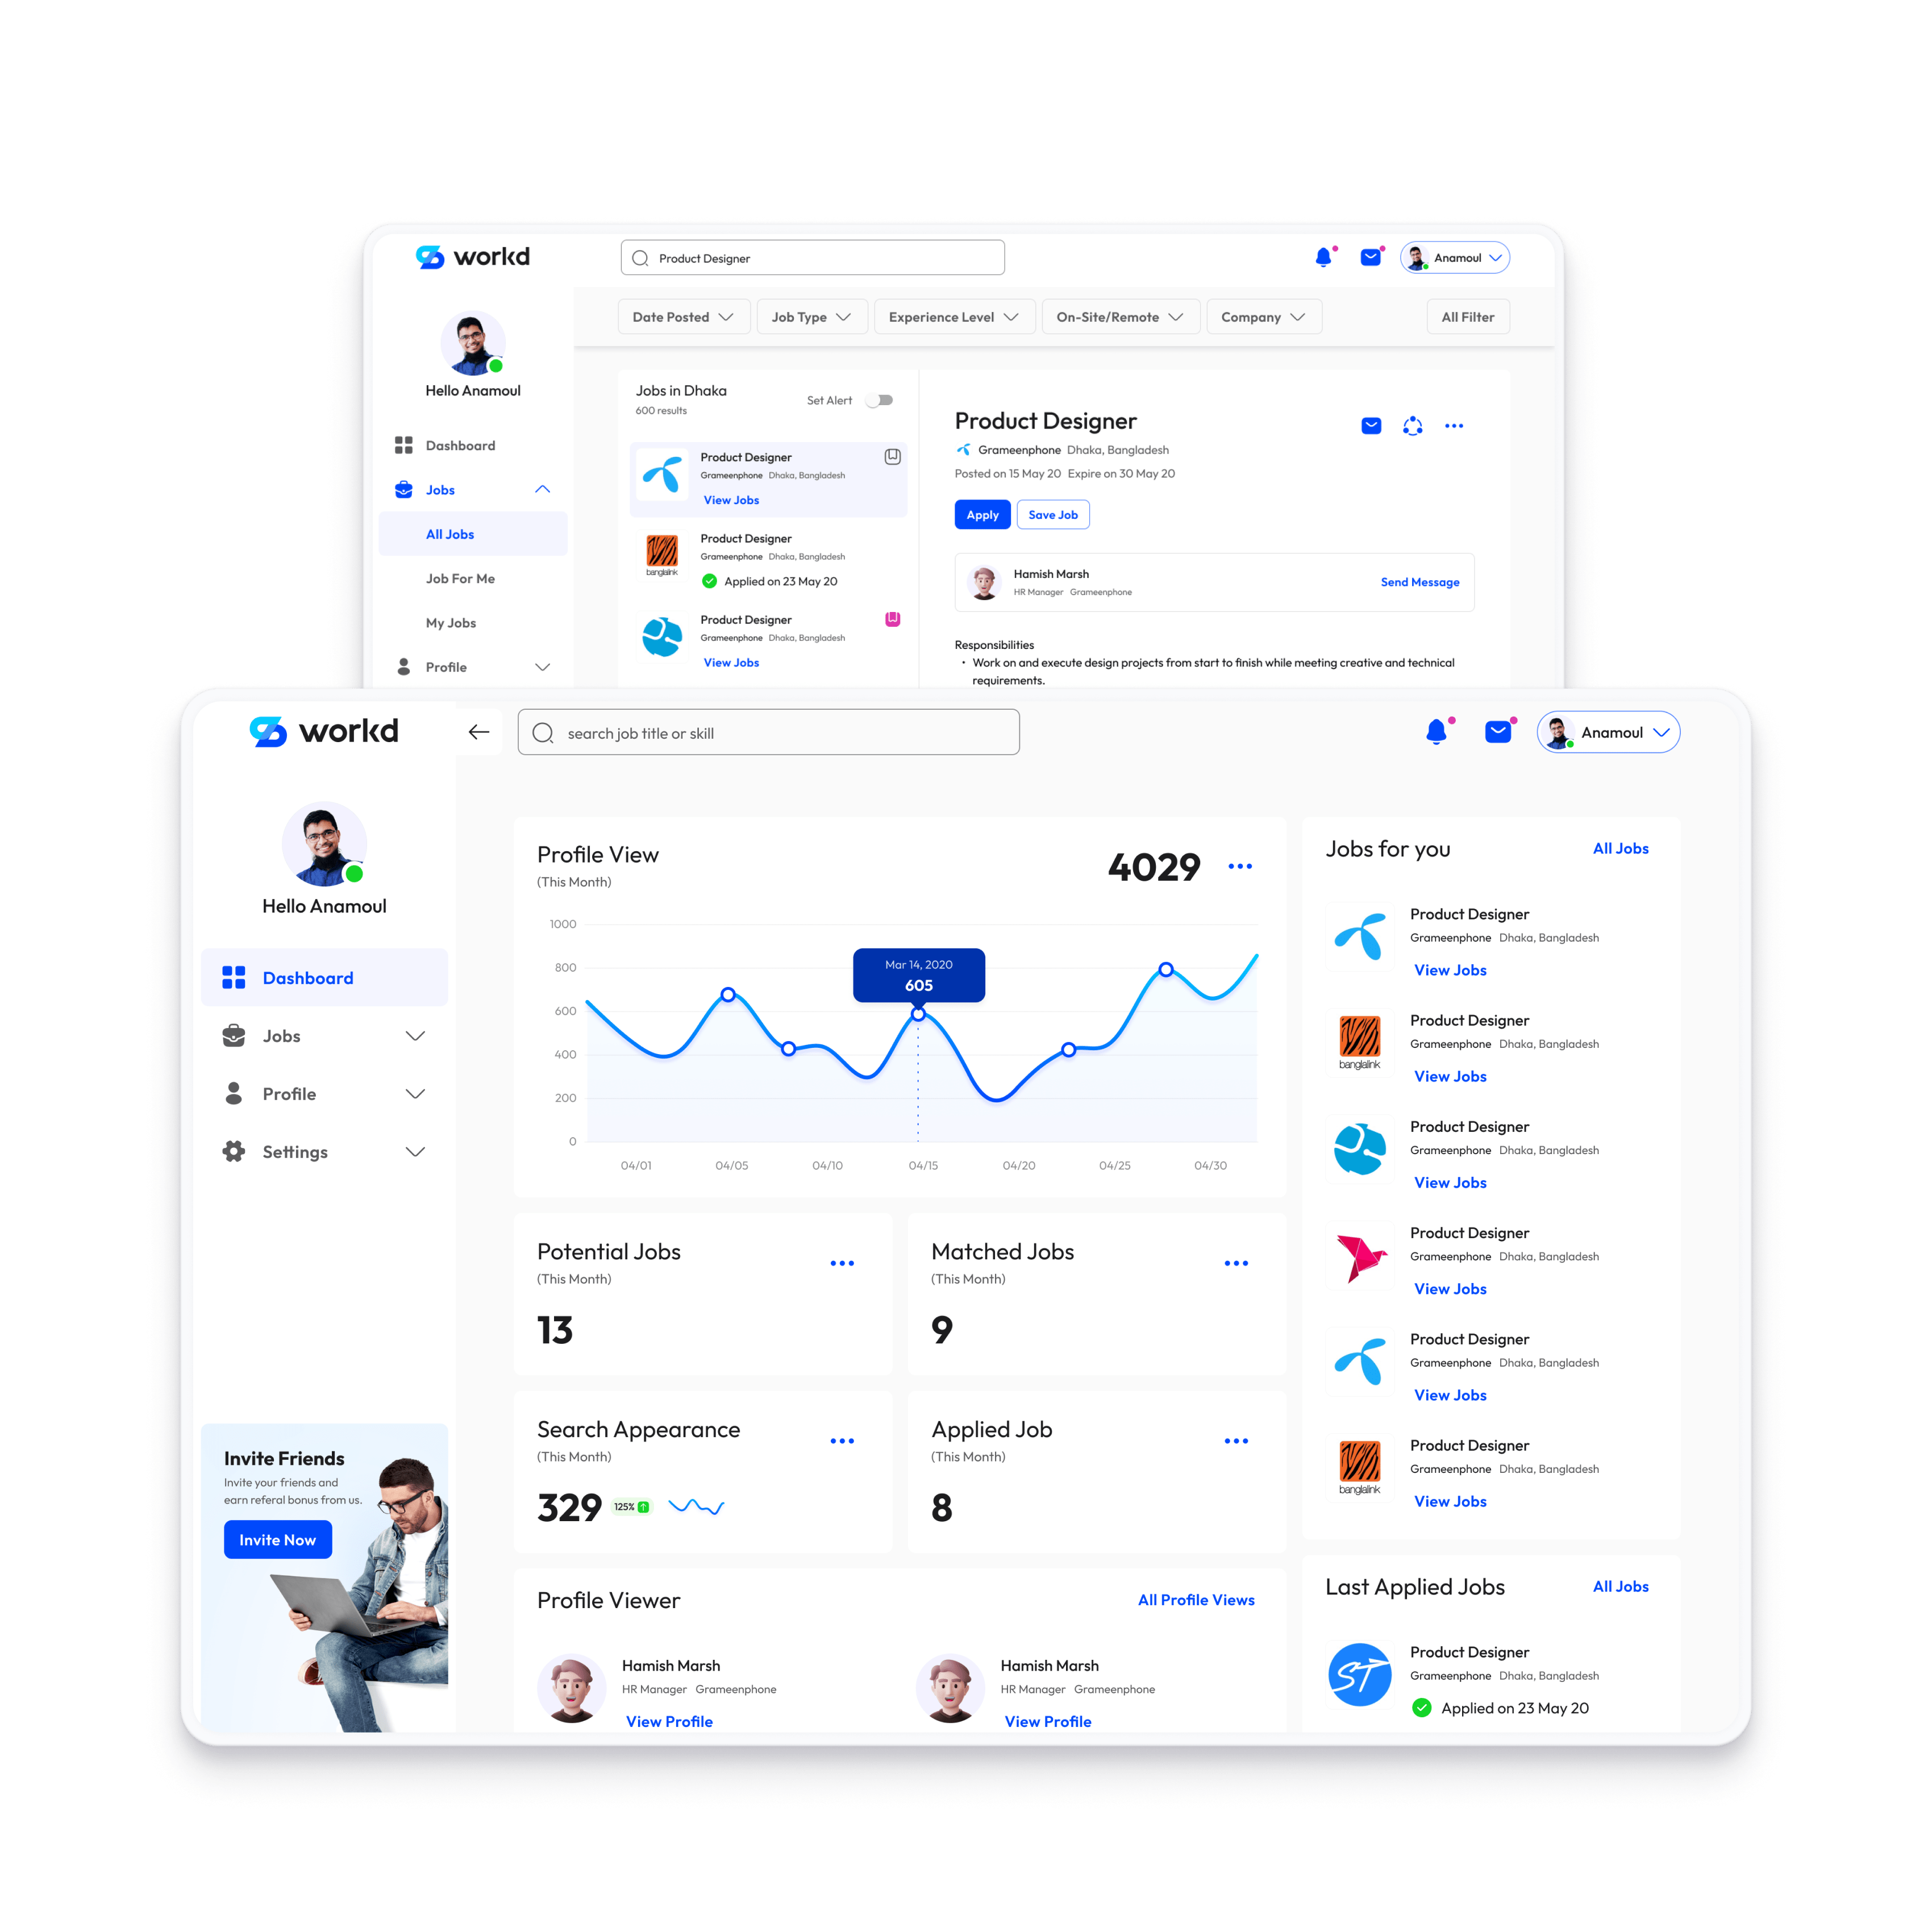 workd
Product Designer
Anamoul
Hello Anamoul
Dashboard
Jobs
All Jobs
Job For Me
My Jobs
Profile
Date Posted
Job Type
Experience Level
On-Site/Remote
Company
All Filter
Jobs in Dhaka
600 results
Set Alert
Product Designer
Grameenphone Dhaka, Bangladesh
View Jobs
banglalink
Product Designer
Grameenphone Dhaka, Bangladesh
Applied on 23 May 20
Product Designer
Grameenphone Dhaka, Bangladesh
View Jobs
Product Designer
Grameenphone Dhaka, Bangladesh
Posted on 15 May 20 Expire on 30 May 20
Apply
Save Job
Hamish Marsh
HR Manager Grameenphone
Send Message
Responsibilities
• Work on and execute design projects from start to finish while meeting creative and technical
requirements.
workd
search job title or skill
Anamoul
Hello Anamoul
Dashboard
Jobs
Profile
Settings
Invite Friends
Invite your friends and
earn referal bonus from us.
Invite Now
Profile View
(This Month)
4029
1000
800
600
400
200
0
Mar 14, 2020
605
04/01 04/05 04/10 04/15 04/20 04/25 04/30
Potential Jobs
(This Month)
13
Matched Jobs
(This Month)
9
Search Appearance
(This Month)
329
125%
Applied Job
(This Month)
8
Profile Viewer
All Profile Views
Hamish Marsh
HR Manager Grameenphone
View Profile
Hamish Marsh
HR Manager Grameenphone
View Profile
Jobs for you
All Jobs
Product Designer
Grameenphone Dhaka, Bangladesh
View Jobs
banglalink
Product Designer
Grameenphone Dhaka, Bangladesh
View Jobs
Product Designer
Grameenphone Dhaka, Bangladesh
View Jobs
Product Designer
Grameenphone Dhaka, Bangladesh
View Jobs
Product Designer
Grameenphone Dhaka, Bangladesh
View Jobs
banglalink
Product Designer
Grameenphone Dhaka, Bangladesh
View Jobs
Last Applied Jobs
All Jobs
ST
Product Designer
Grameenphone Dhaka, Bangladesh
Applied on 23 May 20